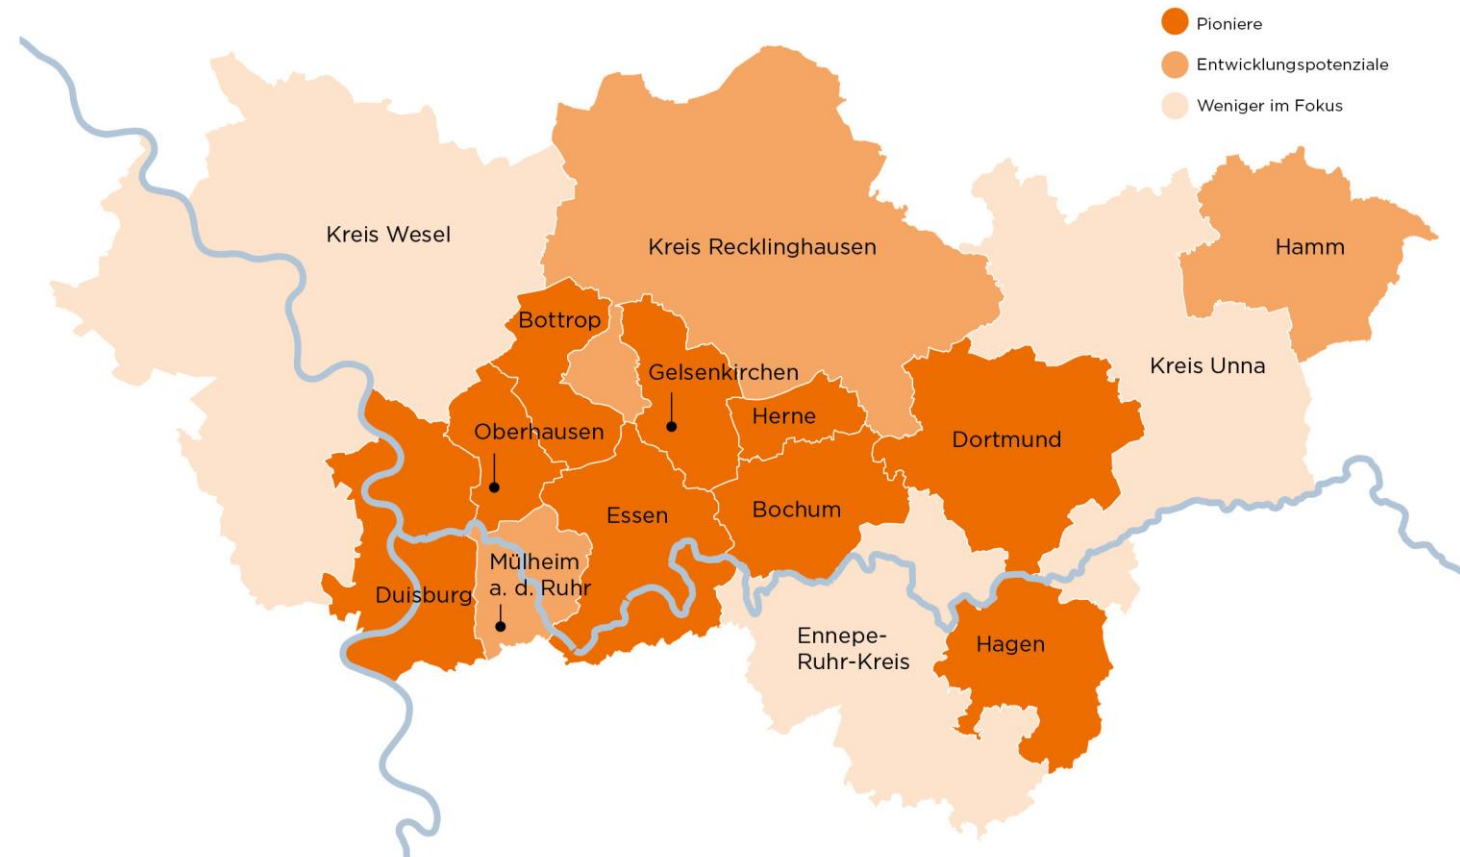 Pioniere
Entwicklungspotenziale
Weniger im Fokus
Kreis Wesel
Kreis Recklinghausen
Hamm
Bottrop
Kreis Unna
Gelsenkirchen
Herne
Oberhausen
Dortmund
Essen
Bochum
Mülheim
a. d. Ruhr
Duisburg
Ennepe-
Ruhr-Kreis
Hagen